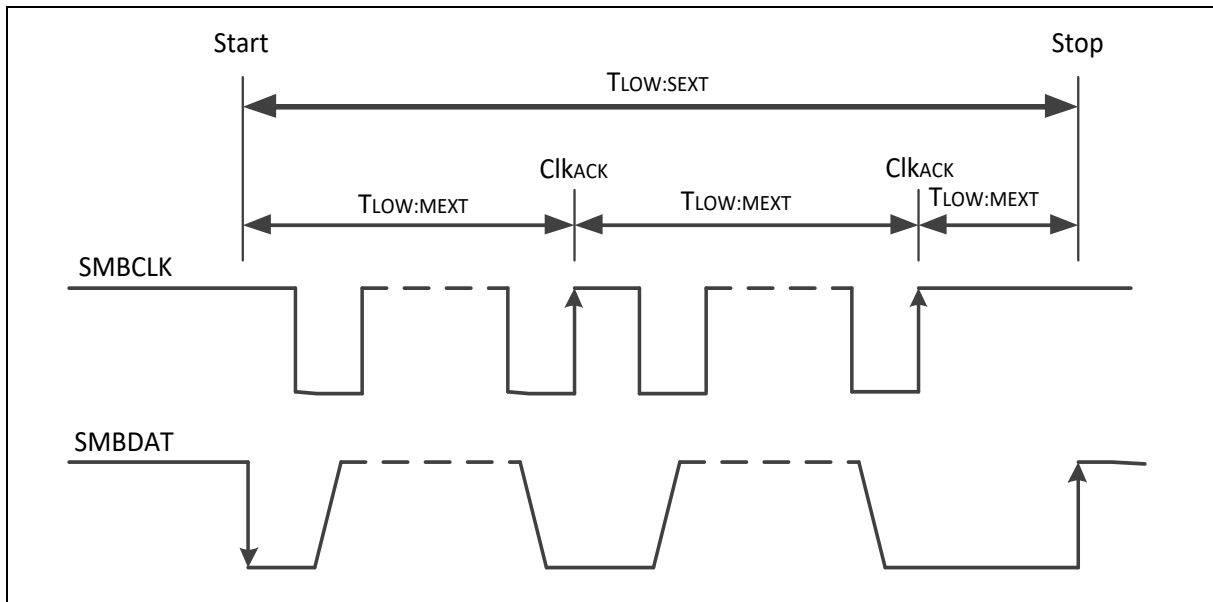 Start Stop
TLOW:SEXT
ClkACK ClkACK
TLOW:MEXT TLOW:MEXT TLOW:MEXT
SMBCLK
SMBDAT